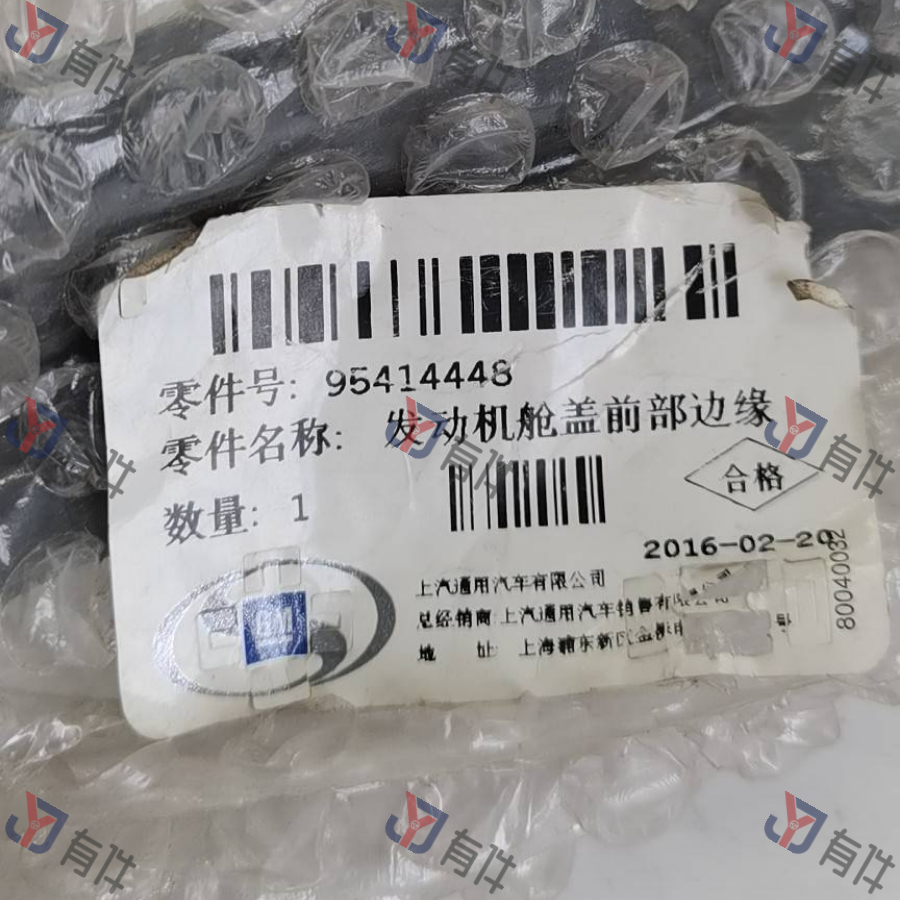 零件号: 95414448
零件名称: 发动机舱盖前部边缘
数量: 1
合格
2016-02-20
80040032
GM
上汽通用汽车有限公司
总经销商:上汽通用汽车销售有限公司
地 址: 上海浦东新区金
有件